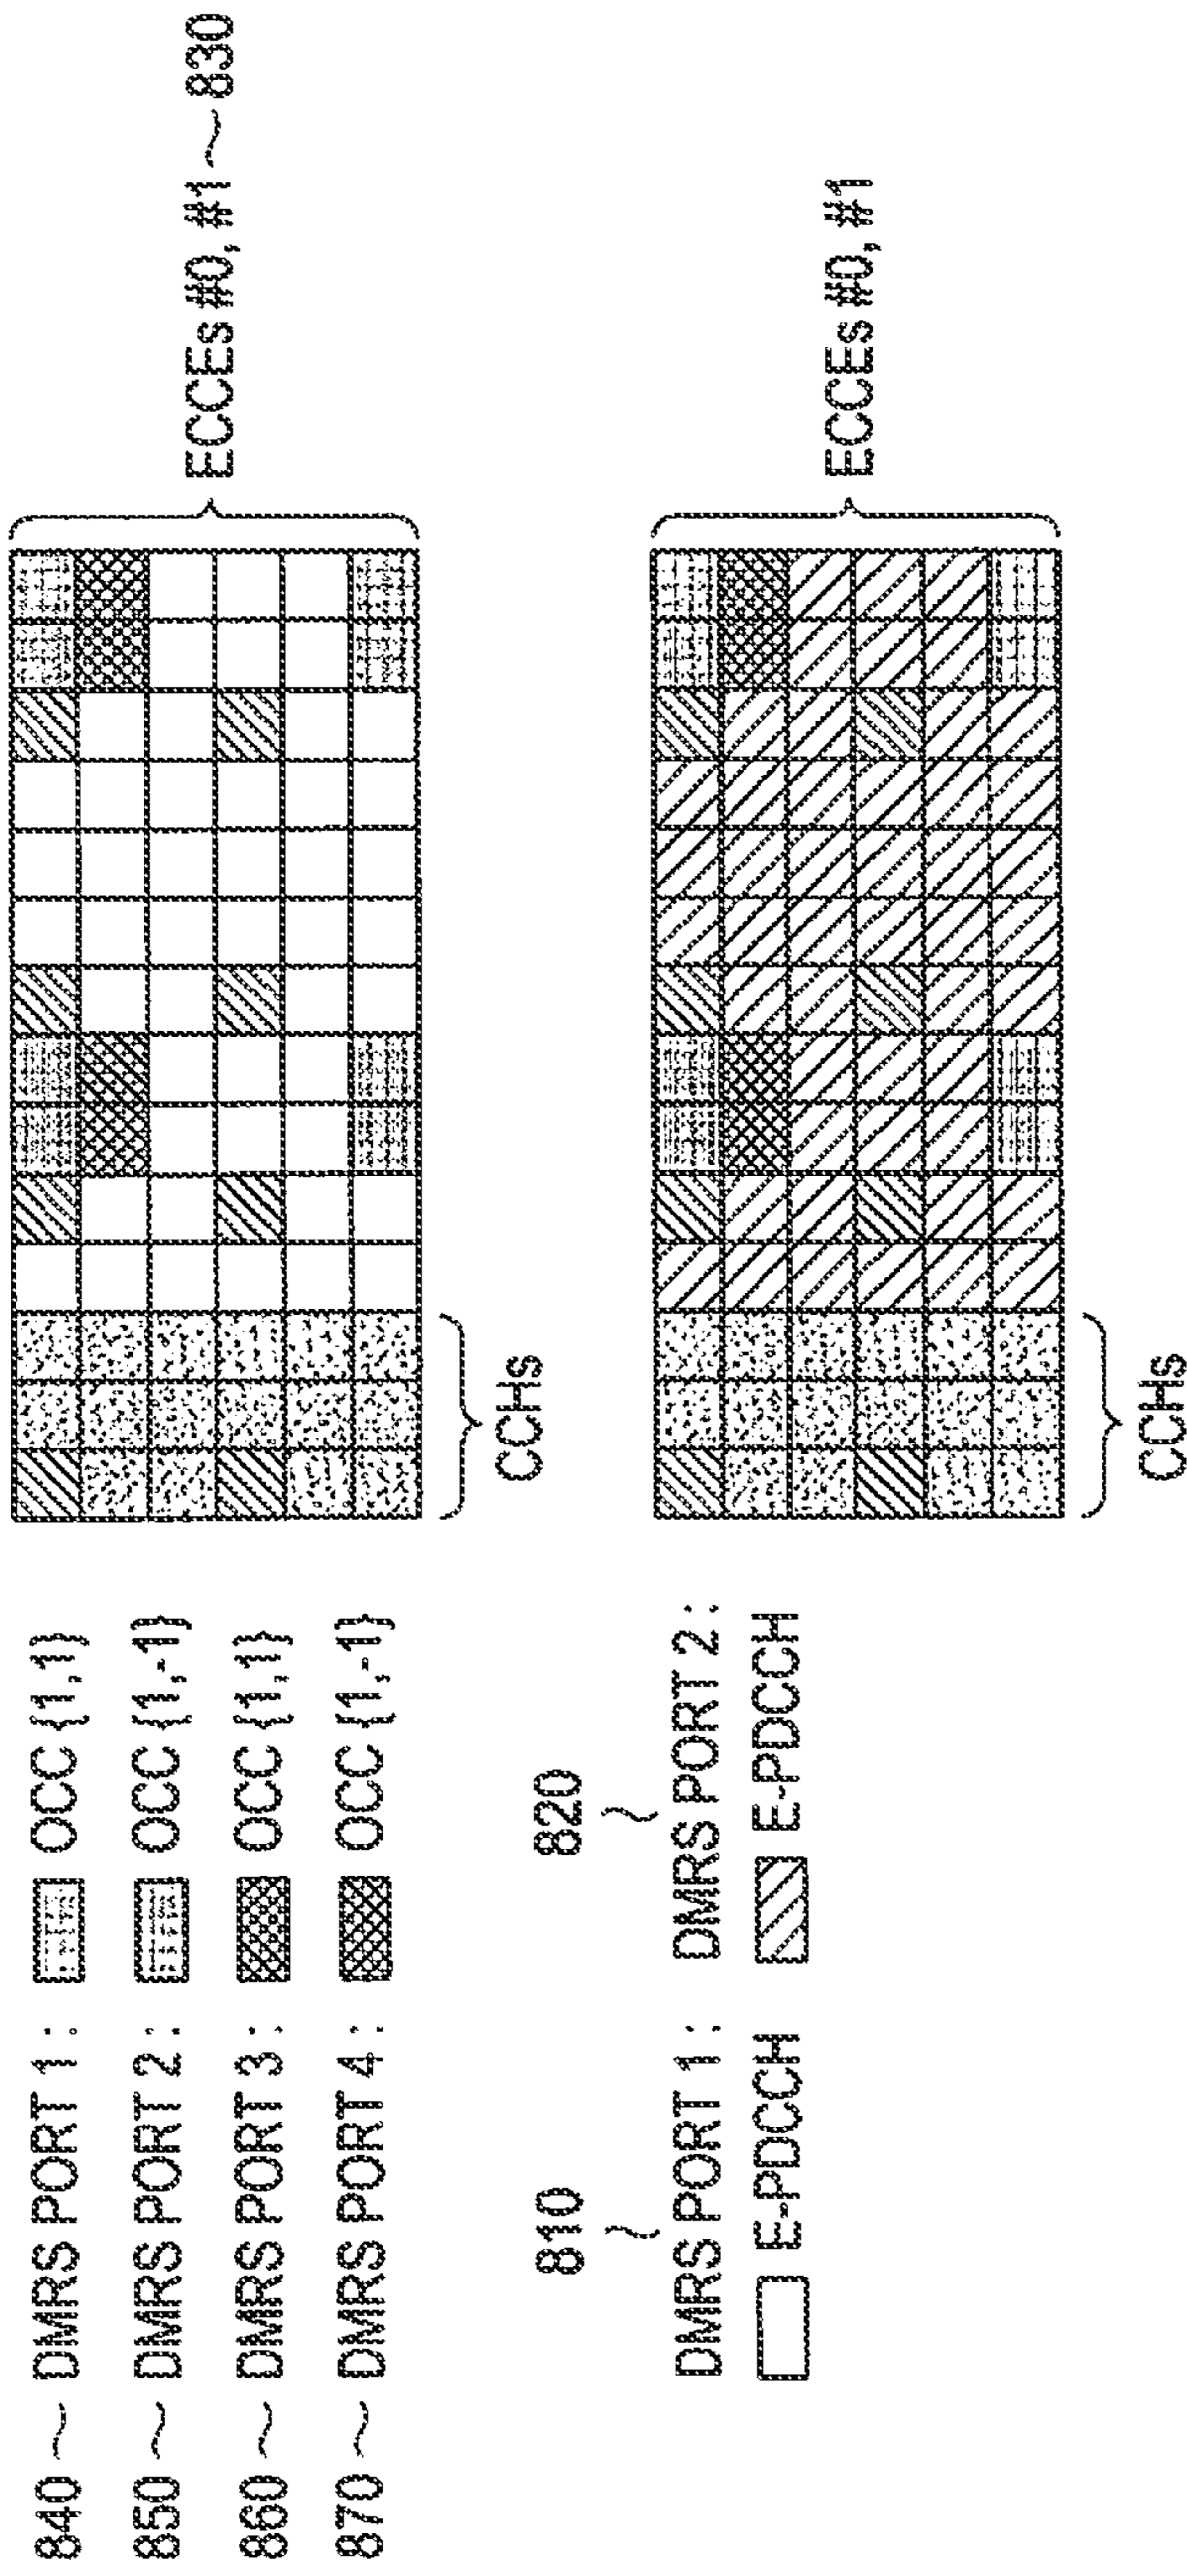 840 ~ DMRS PORT 1 : OCC {1,1}
850 ~ DMRS PORT 2 : OCC {1,-1}
860 ~ DMRS PORT 3 : OCC {1,1}
870 ~ DMRS PORT 4 : OCC {1,-1}
810
820
DMRS PORT 1 :
DMRS PORT 2 :
E-PDCCH
E-PDCCH
ECCEs #0, #1 ~ 830
CCHs
ECCEs #0, #1
CCHs